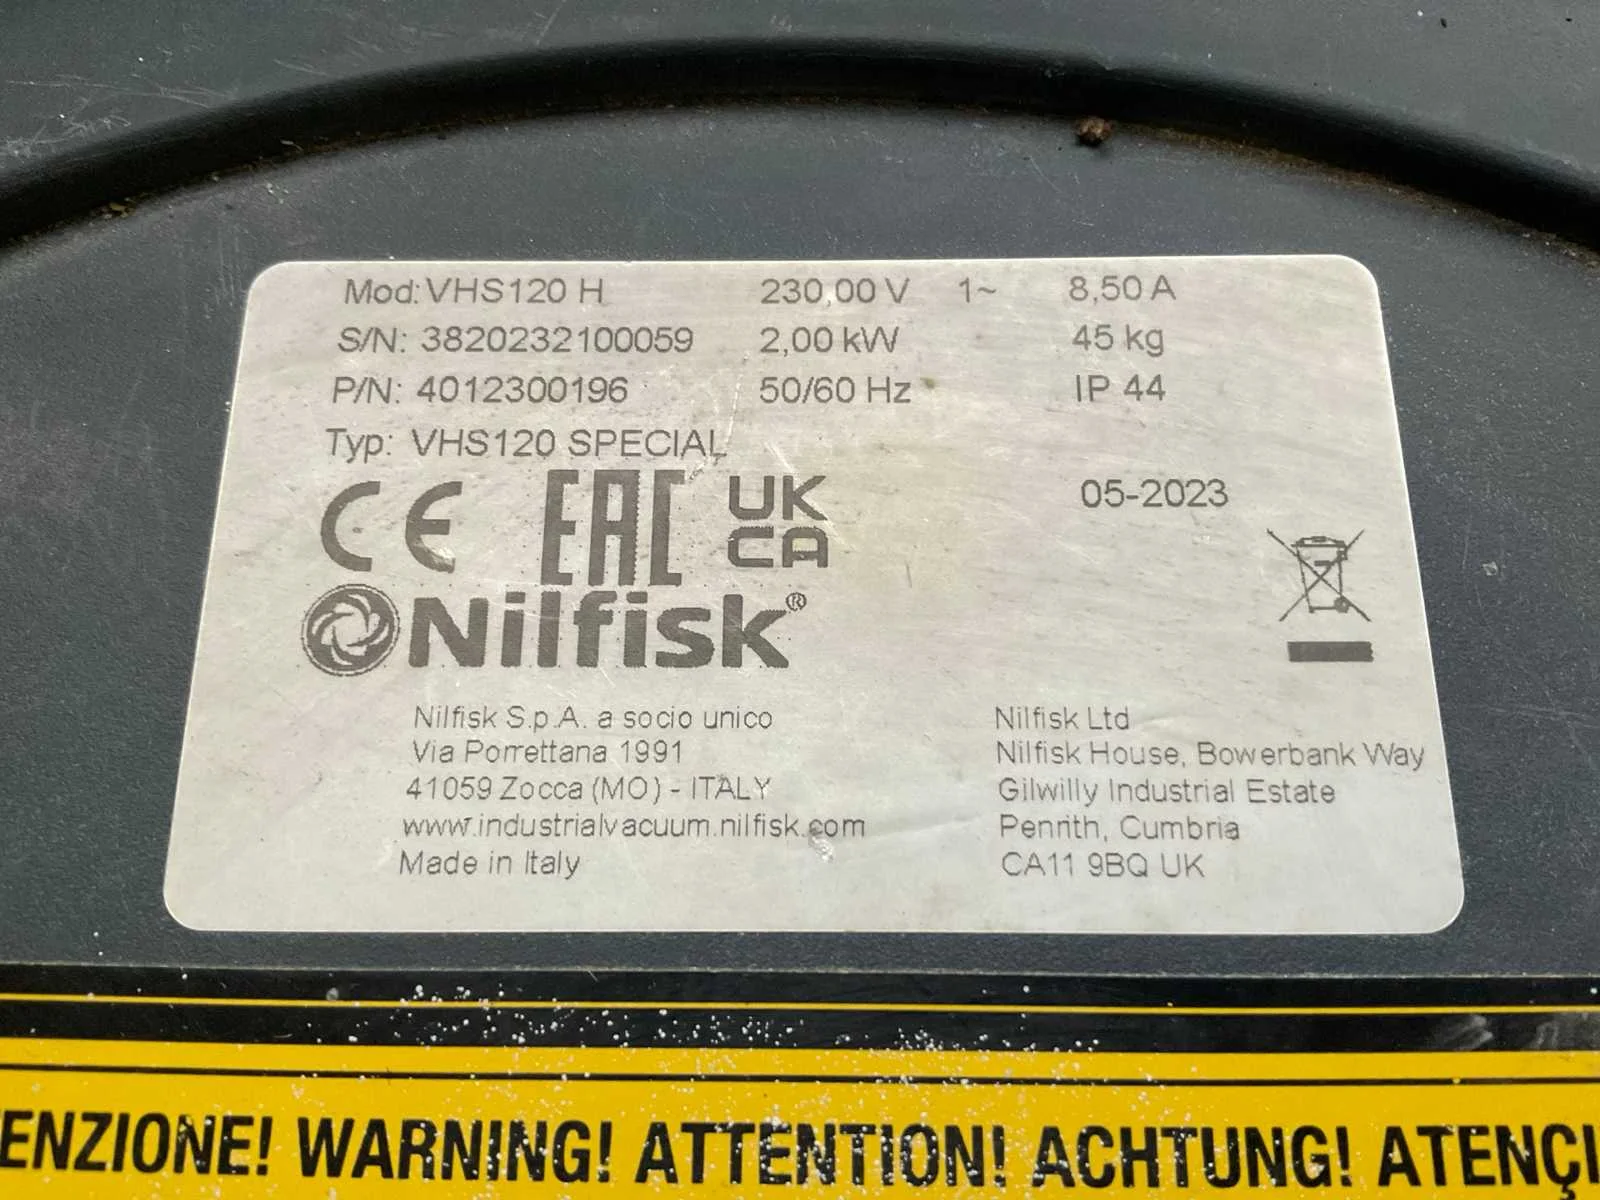 Mod: VHS120 H 230,00 V 1~ 8,50 A
S/N: 3820232100059 2,00 kW 45 kg
P/N: 4012300196 50/60 Hz IP 44
Typ: VHS120 SPECIAL
CE EAC UK CA
05-2023
Nilfisk®
Nilfisk S.p.A. a socio unico
Via Porrettana 1991
41059 Zocca (MO) - ITALY
www.industrialvacuum.nilfisk.com
Made in Italy
Nilfisk Ltd
Nilfisk House, Bowerbank Way
Gilwilly Industrial Estate
Penrith, Cumbria
CA11 9BQ UK
ENZIONE! WARNING! ATTENTION! ACHTUNG! ATENÇI